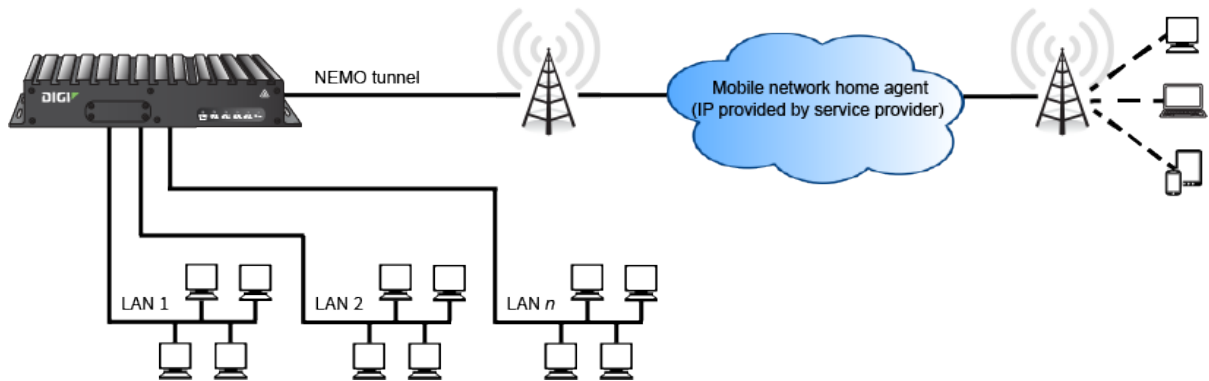 DIGI
NEMO tunnel
Mobile network home agent
(IP provided by service provider)
LAN 1
LAN 2
LAN n